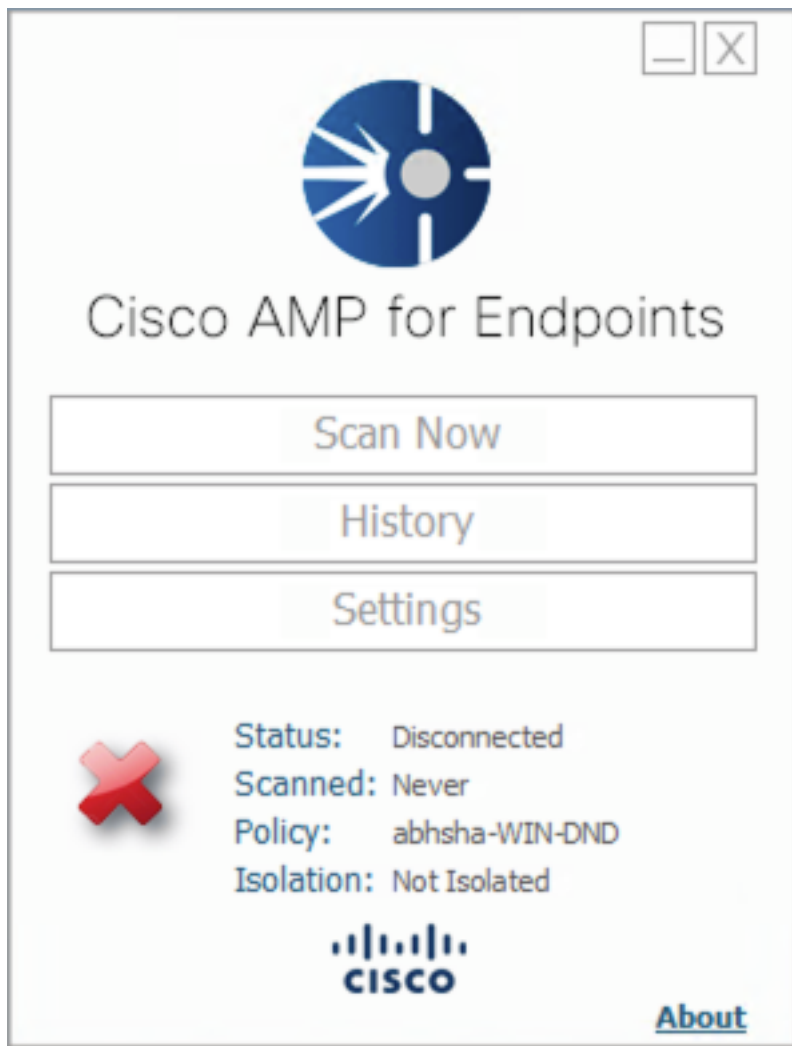 Cisco AMP for Endpoints
Scan Now
History
Settings
Status: Disconnected
Scanned: Never
Policy: abhsha-WIN-DND
Isolation: Not Isolated
CISCO
About